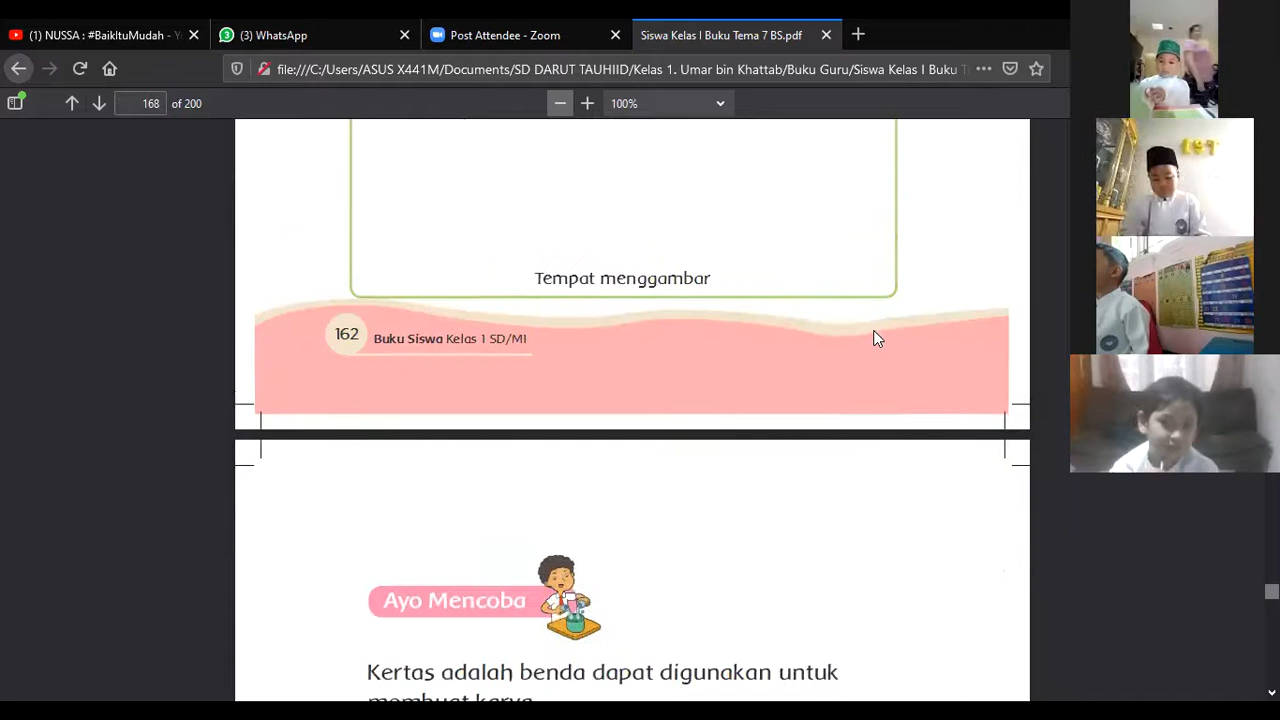 (1) NUSSA : #BaikItuMudah - Y
(3) WhatsApp
Post Attendee - Zoom
Siswa Kelas I Buku Tema 7 BS.pdf
file:///C:/Users/ASUS X441M/Documents/SD DARUT TAUHIID/Kelas 1. Umar bin Khattab/Buku Guru/Siswa Kelas I Buku T
168 of 200
100%
Tempat menggambar
162 Buku Siswa Kelas 1 SD/MI
Ayo Mencoba
Kertas adalah benda dapat digunakan untuk
membuat karya